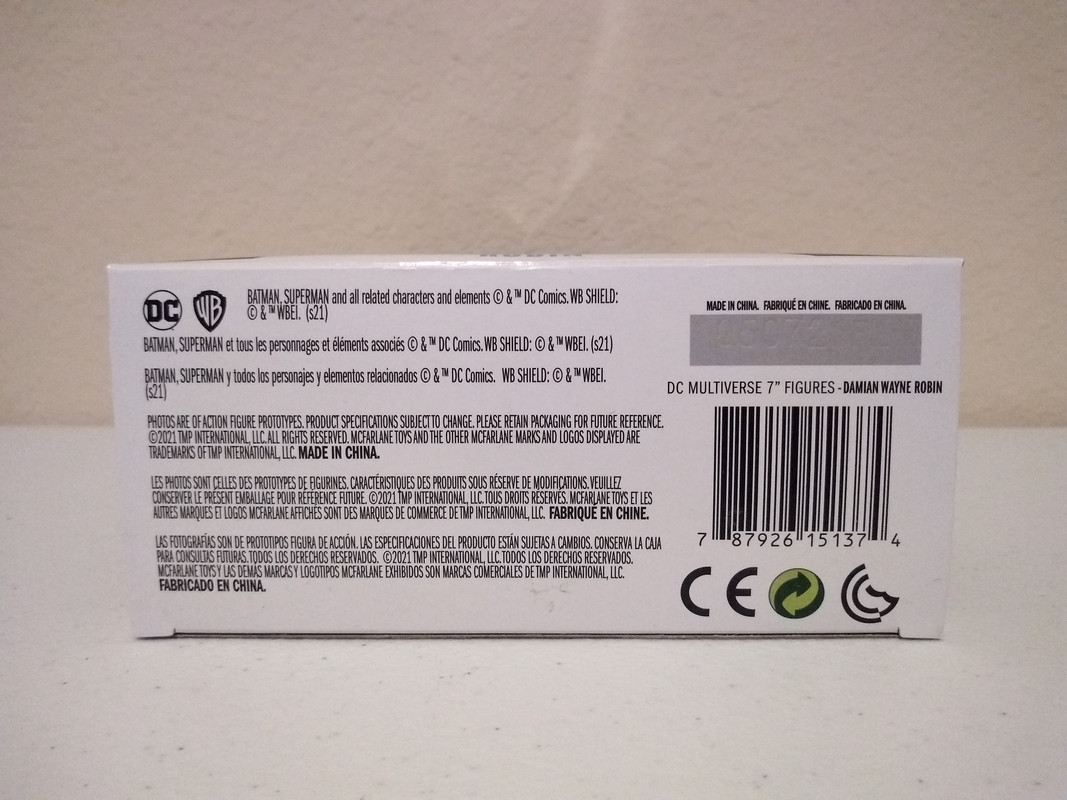 DC WB BATMAN, SUPERMAN and all related characters and elements © & ™ DC Comics. WB SHIELD:
© & ™ WBEI. (s21)
BATMAN, SUPERMAN et tous les personnages et éléments associés © & ™ DC Comics. WB SHIELD: © & ™ WBEI. (s21)
BATMAN, SUPERMAN y todos los personajes y elementos relacionados © & ™ DC Comics. WB SHIELD: © & ™ WBEI.
(s21)
PHOTOS ARE OF ACTION FIGURE PROTOTYPES. PRODUCT SPECIFICATIONS SUBJECT TO CHANGE. PLEASE RETAIN PACKAGING FOR FUTURE REFERENCE.
©2021 TMP INTERNATIONAL, LLC. ALL RIGHTS RESERVED. MCFARLANE TOYS AND THE OTHER MCFARLANE MARKS AND LOGOS DISPLAYED ARE
TRADEMARKS OF TMP INTERNATIONAL, LLC. MADE IN CHINA.
LES PHOTOS SONT CELLES DES PROTOTYPES DE FIGURINES. CARACTÉRISTIQUES DES PRODUITS SOUS RÉSERVE DE MODIFICATIONS. VEUILLEZ
CONSERVER LE PRÉSENT EMBALLAGE POUR RÉFÉRENCE FUTURE. ©2021 TMP INTERNATIONAL, LLC. TOUS DROITS RÉSERVÉS. MCFARLANE TOYS ET LES
AUTRES MARQUES ET LOGOS MCFARLANE AFFICHÉS SONT DES MARQUES DE COMMERCE DE TMP INTERNATIONAL, LLC. FABRIQUÉ EN CHINE.
LAS FOTOGRAFÍAS SON DE PROTOTIPOS FIGURA DE ACCIÓN. LAS ESPECIFICACIONES DEL PRODUCTO ESTÁN SUJETAS A CAMBIOS. CONSERVA LA CAJA
PARA CONSULTAS FUTURAS. TODOS LOS DERECHOS RESERVADOS. ©2021 TMP INTERNATIONAL, LLC. TODOS LOS DERECHOS RESERVADOS.
MCFARLANE TOYS Y LAS DEMAS MARCAS Y LOGOTIPOS MCFARLANE EXHIBIDOS SON MARCAS COMERCIALES DE TMP INTERNATIONAL, LLC.
FABRICADO EN CHINA.
MADE IN CHINA. FABRIQUÉ EN CHINE. FABRICADO EN CHINA.
DC MULTIVERSE 7" FIGURES - DAMIAN WAYNE ROBIN
7 87926 15137 4
CE